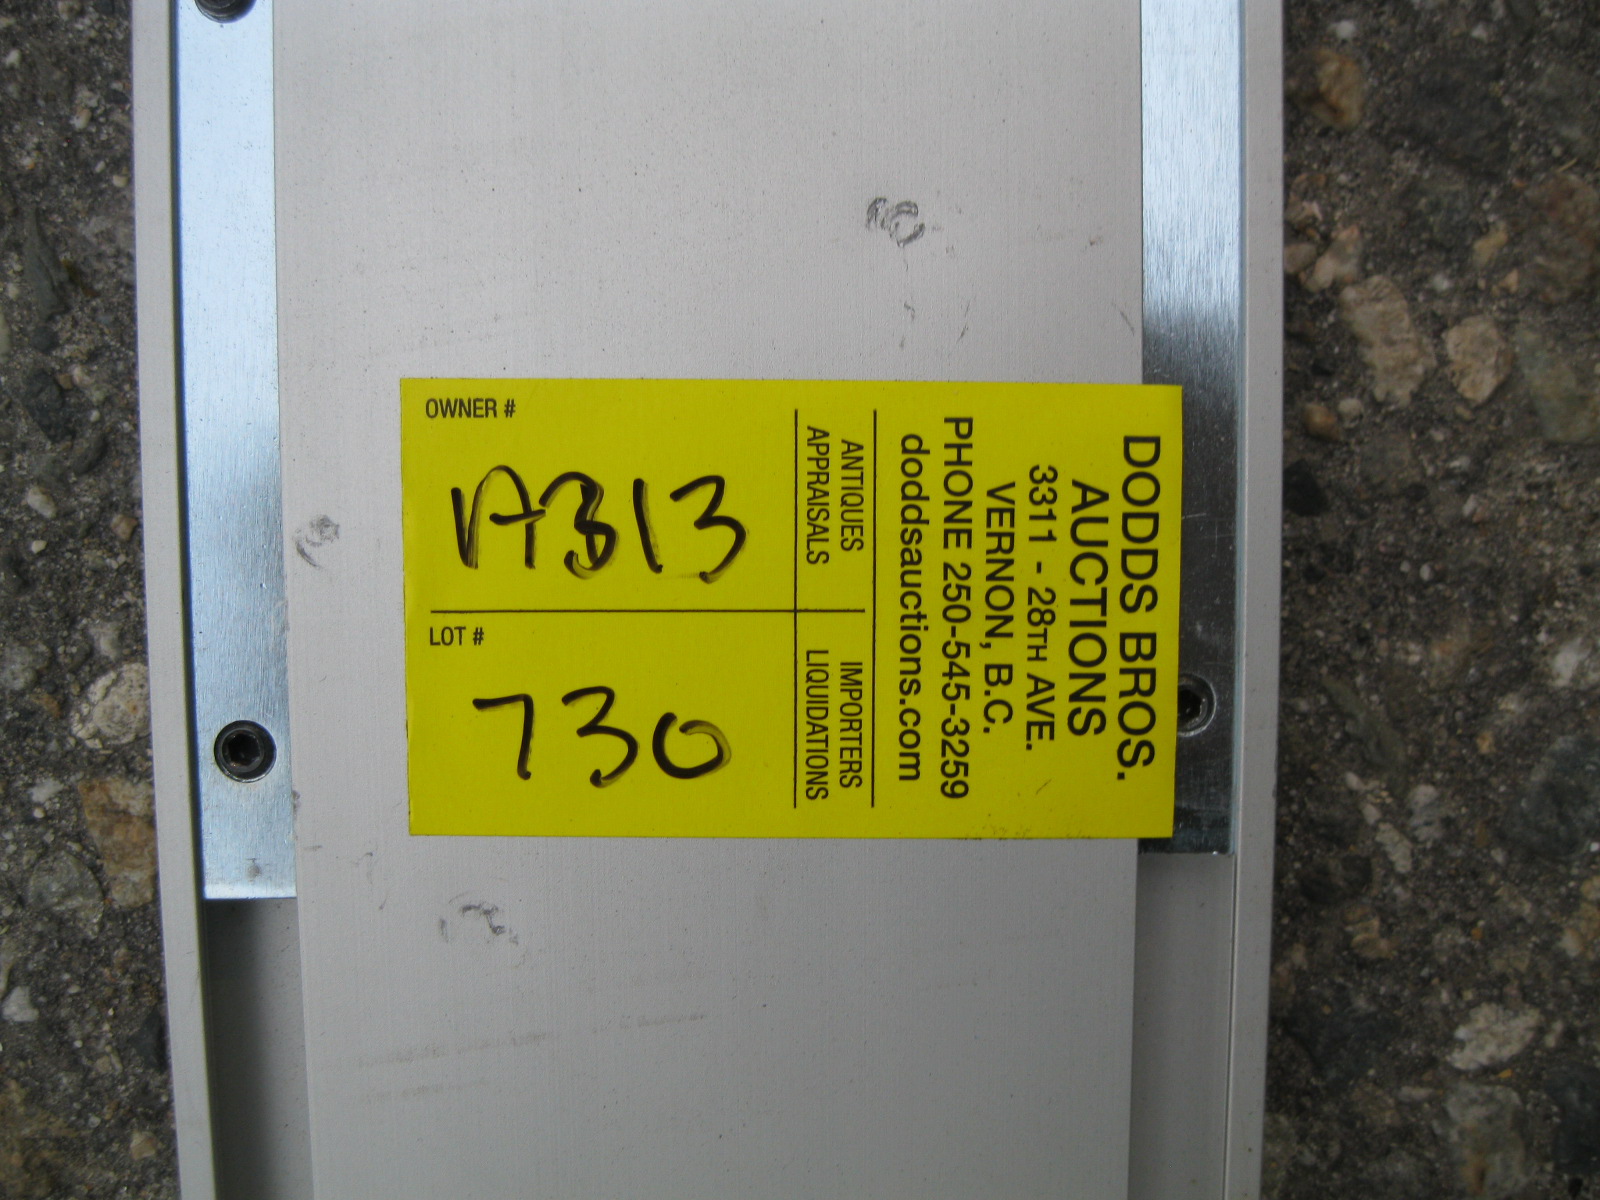 DODDS BROS.
AUCTIONS
3311 - 28TH AVE.
VERNON, B.C.
PHONE 250-545-3259
doddsauctions.com
ANTIQUES
APPRAISALS
IMPORTERS
LIQUIDATIONS
OWNER #
AB13
LOT #
730